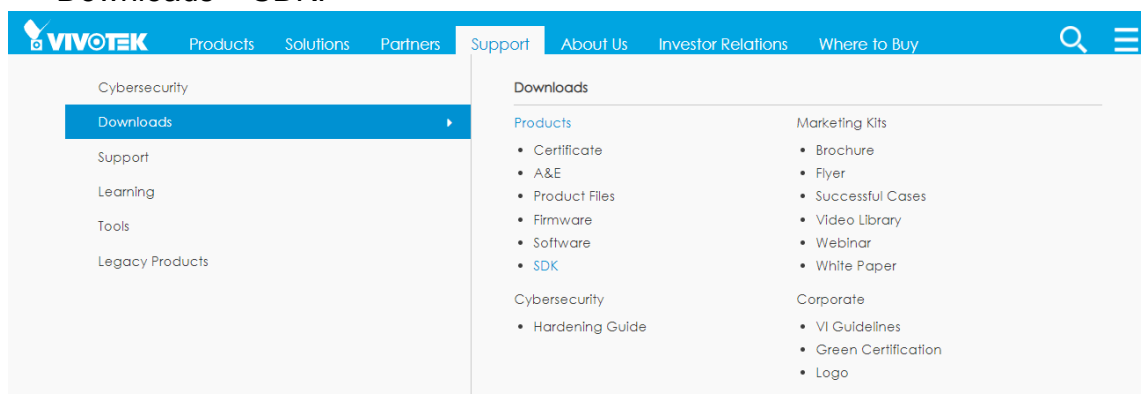 Downloads > SDK.
VIVOTEK Products Solutions Partners Support About Us Investor Relations Where to Buy
Cybersecurity
Downloads
Support
Learning
Tools
Legacy Products
Downloads
Products
• Certificate
• A&E
• Product Files
• Firmware
• Software
• SDK
Cybersecurity
• Hardening Guide
Marketing Kits
• Brochure
• Flyer
• Successful Cases
• Video Library
• Webinar
• White Paper
Corporate
• VI Guidelines
• Green Certification
• Logo